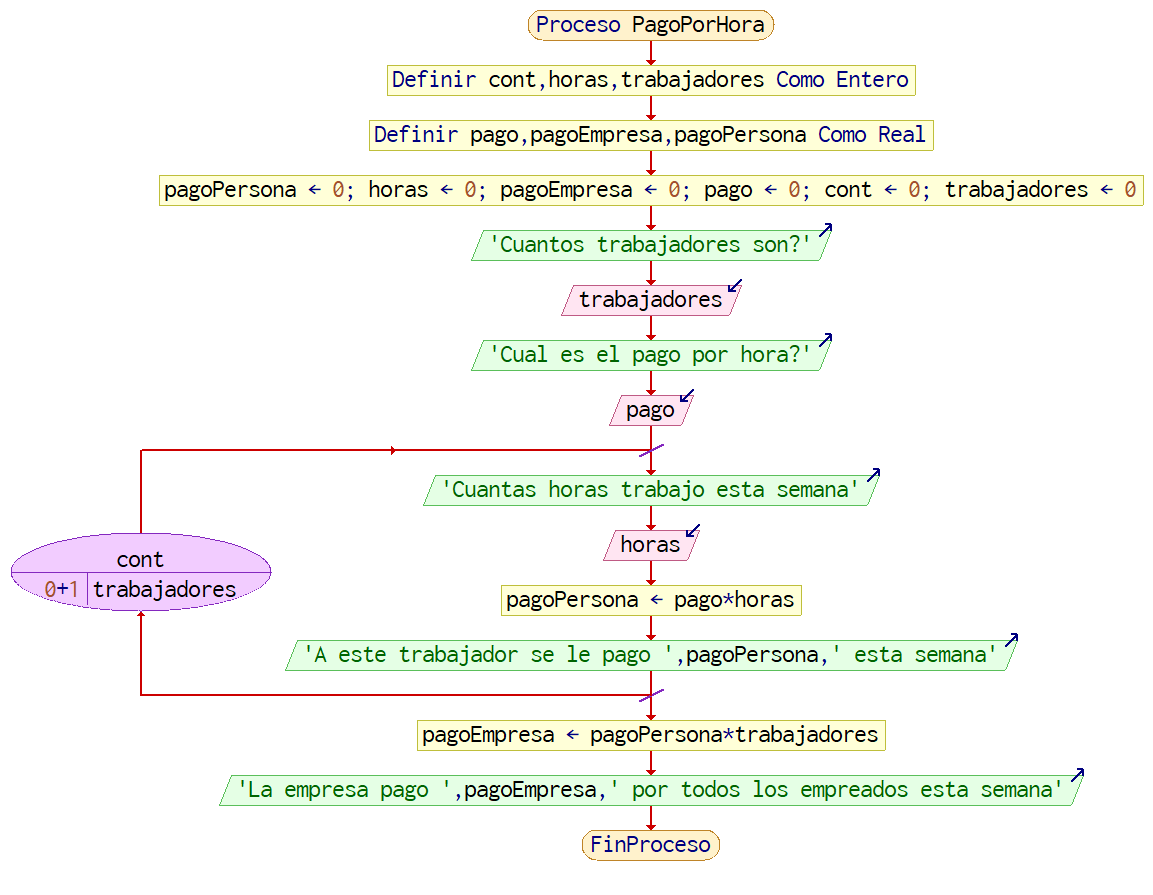 Proceso PagoPorHora
Definir cont,horas,trabajadores Como Entero
Definir pago,pagoEmpresa,pagoPersona Como Real
pagoPersona ← 0; horas ← 0; pagoEmpresa ← 0; pago ← 0; cont ← 0; trabajadores ← 0
'Cuantos trabajadores son?'
trabajadores
'Cual es el pago por hora?'
pago
'Cuantas horas trabajo esta semana'
horas
cont
0+1 trabajadores
pagoPersona ← pago*horas
'A este trabajador se le pago ',pagoPersona,' esta semana'
pagoEmpresa ← pagoPersona*trabajadores
'La empresa pago ',pagoEmpresa,' por todos los empreados esta semana'
FinProceso